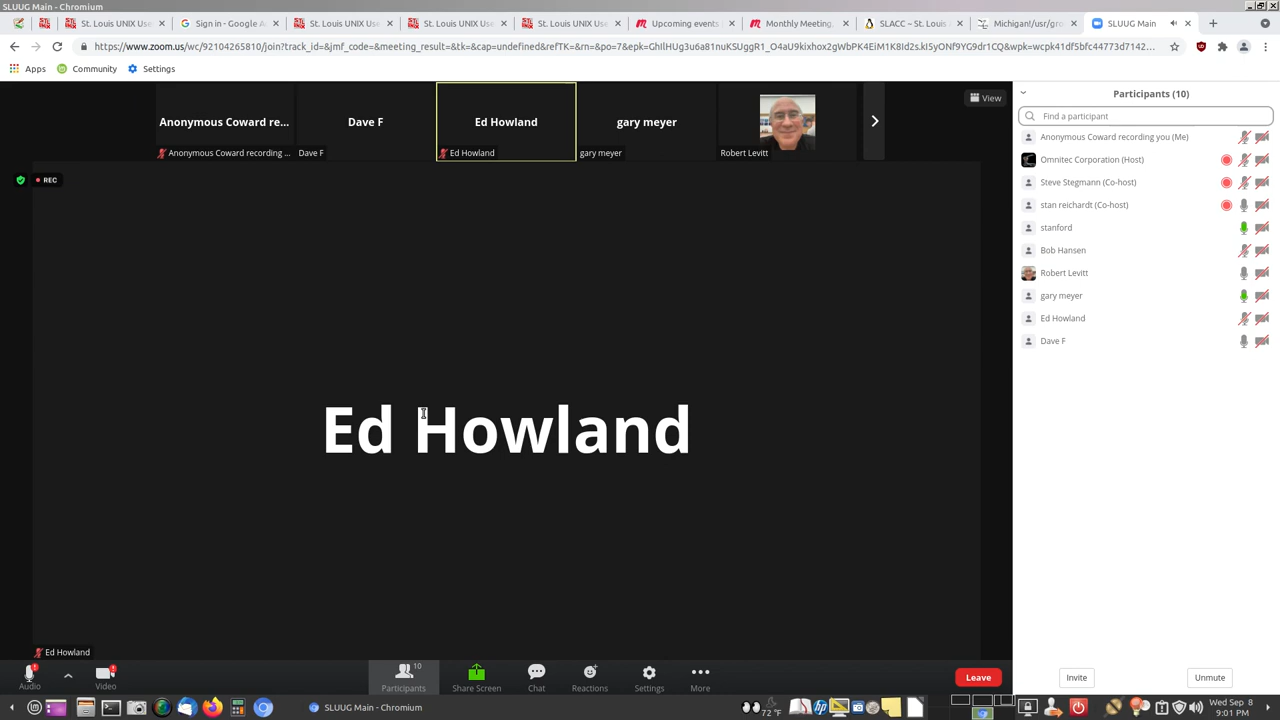 SLUUG Main - Chromium
St. Louis UNIX Use
Sign in - Google A
St. Louis UNIX Use
St. Louis UNIX Use
St. Louis UNIX Use
Upcoming events
Monthly Meeting,
SLACC ~ St. Louis
Michigan!/usr/gro
SLUUG Main
Apps
Community
Settings
Participants (10)
View
Find a participant
Anonymous Coward re...
Dave F
Ed Howland
gary meyer
Anonymous Coward recording ...
Dave F
Ed Howland
gary meyer
Robert Levitt
REC
Anonymous Coward recording you (Me)
Omnitec Corporation (Host)
Steve Stegmann (Co-host)
stan reichardt (Co-host)
stanford
Bob Hansen
Robert Levitt
gary meyer
Ed Howland
Dave F
Ed Howland
Ed Howland
Audio
Video
10
Participants
Share Screen
Chat
Reactions
Settings
More
Leave
Invite
Unmute
SLUUG Main - Chromium
72 °F
Wed Sep 8
9:01 PM